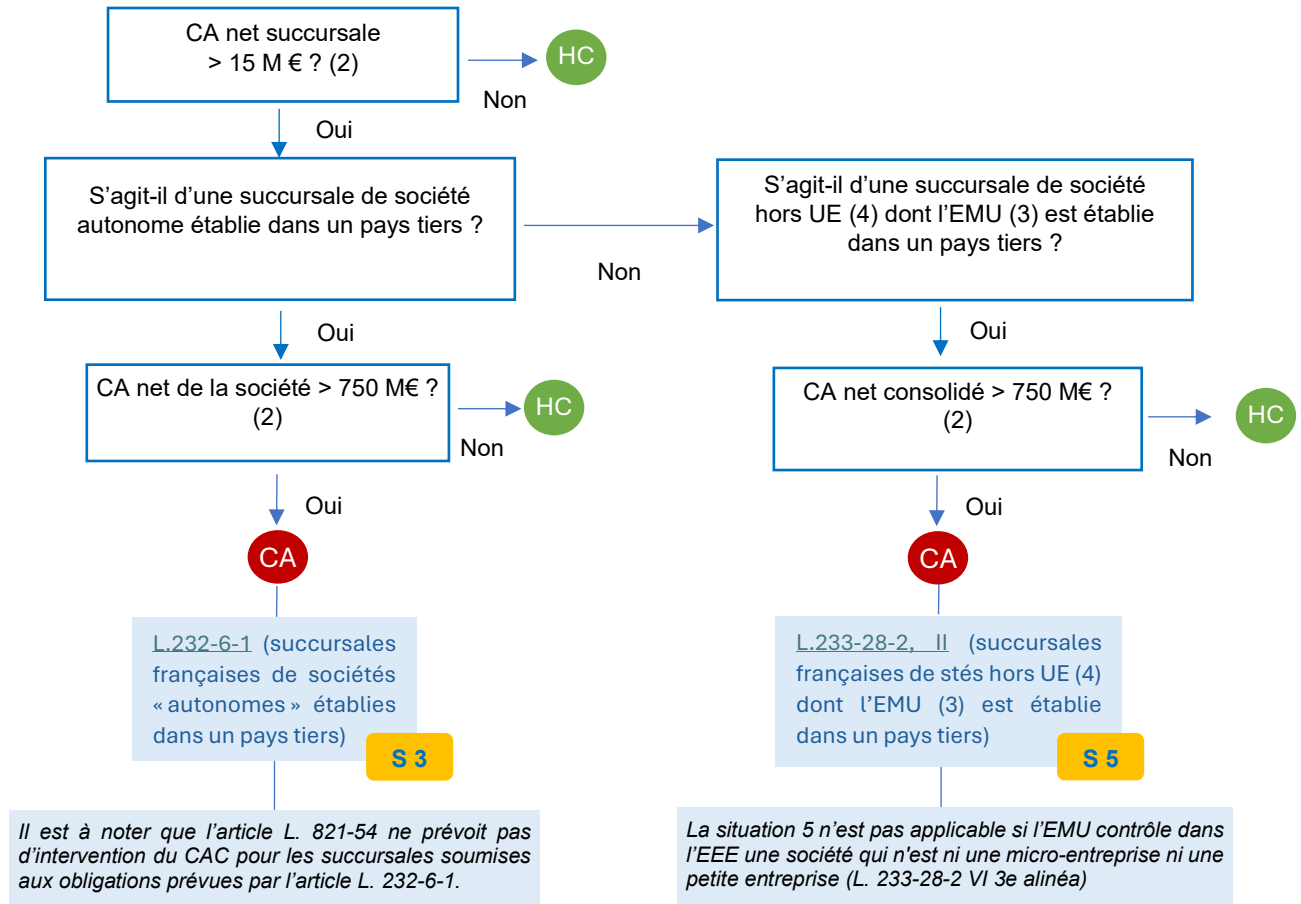 CA net succursale
> 15 M € ? (2)
HC
Non
Oui
S’agit-il d’une succursale de société
autonome établie dans un pays tiers ?
Non
S’agit-il d’une succursale de société
hors UE (4) dont l’EMU (3) est établie
dans un pays tiers ?
Oui
Oui
CA net de la société > 750 M€ ?
(2)
HC
Non
CA net consolidé > 750 M€ ?
(2)
HC
Non
Oui
Oui
CA
CA
L.232-6-1 (succursales
françaises de sociétés
« autonomes » établies
dans un pays tiers)
S 3
L.233-28-2, II (succursales
françaises de stés hors UE (4)
dont l’EMU (3) est établie
dans un pays tiers)
S 5
Il est à noter que l’article L. 821-54 ne prévoit pas
d’intervention du CAC pour les succursales soumises
aux obligations prévues par l’article L. 232-6-1.
La situation 5 n’est pas applicable si l’EMU contrôle dans
l’EEE une société qui n'est ni une micro-entreprise ni une
petite entreprise (L. 233-28-2 VI 3e alinéa)